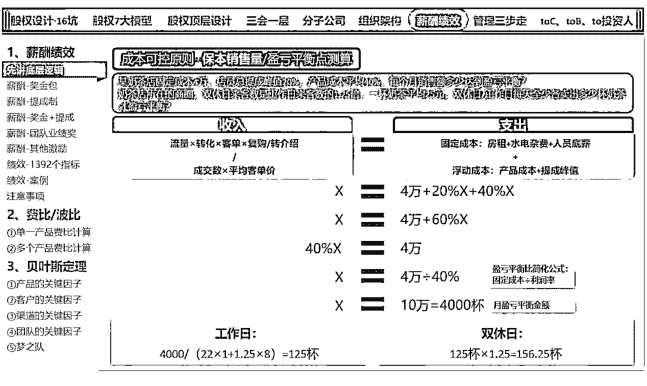 股权设计·16坑 股权7大模型 股权顶层设计 三会一层 分子公司 组织架构 薪酬绩效 管理三步走 toC、toB、to投资人
1、薪酬绩效
薪酬-奖金包
薪酬-提成制
薪酬-奖金+提成
薪酬-团队业绩奖
薪酬-其他激励
绩效-1392个指标
绩效-案例
注意事项
2、费比/波比
①单一产品费比计算
②多个产品费比计算
3、贝叶斯定理
①产品的关键因子
②客户的关键因子
③渠道的关键因子
④团队的关键因子
⑤梦之队
成本可控原则--保本销售量/盈亏平衡点测算
收入 支出
流量×转化×客单×复购/转介绍
/
成交数×平均客单价
=
固定成本：房租+水电杂费+人员底薪
+
浮动成本：产品成本+提成峰值
X = 4万+20%X+40%X
X = 4万+60%X
40%X = 4万
X = 4万÷40%
盈亏平衡比简化公式：
固定成本÷利润率
X = 10万=4000杯 月盈亏平衡金额
工作日：
4000/（22×1+1.25×8）=125杯
双休日：
125杯×1.25=156.25杯